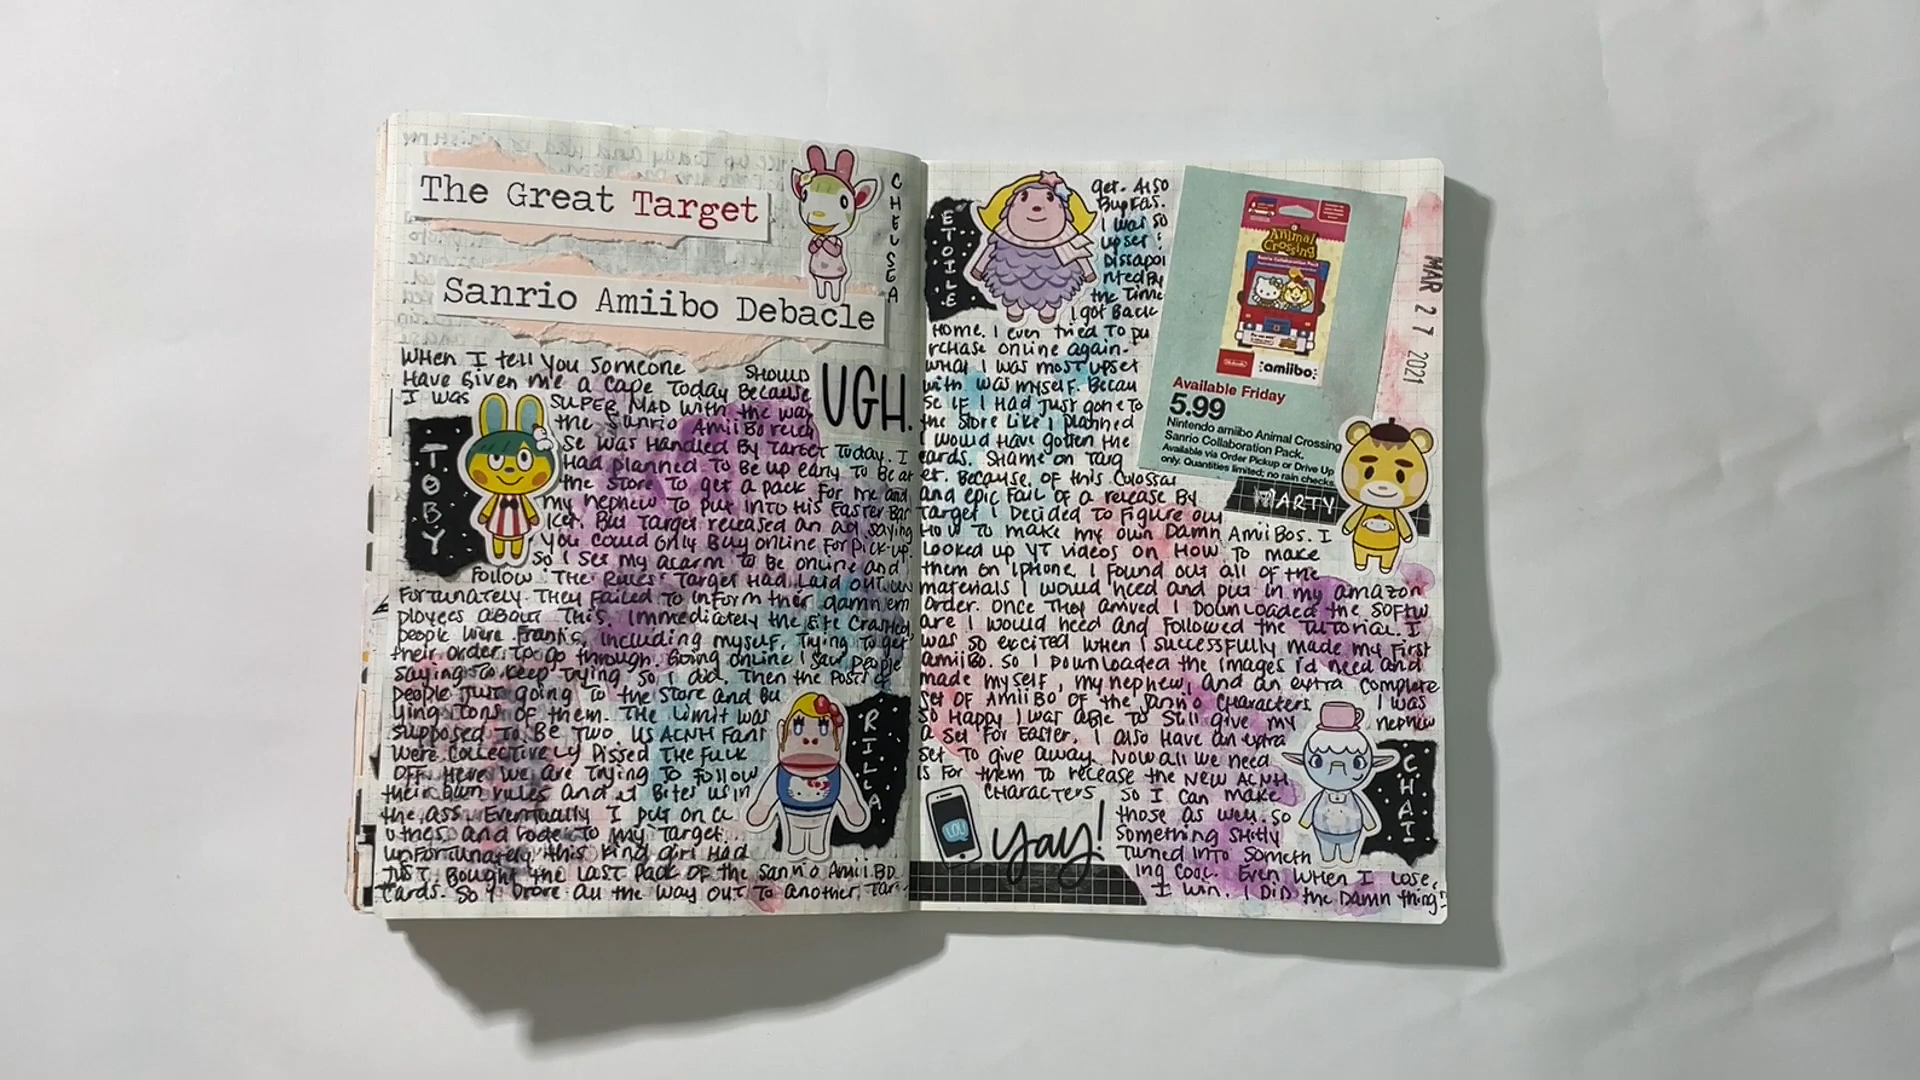 The Great Target
Sanrio Amiibo Debacle
CHELSEA
WHEN I tell you Someone SHOULD
Have Given me a cape Today Because
I was SUPER MAD with the way
the Sanrio AMiiBo relea
se was Handled By Target Today. I
Had planned to Be up early to Be at
the Store to get a pack for me and
my nephew to put into His Easter Bas
ket. But Target released an ad saying
you could only Buy online for pick-up.
So I set my alarm to be online and
Follow the Rules Target Had Laid out. Un
Fortunately. They Failed to inform their damn em
ployees about This. Immediately the site Crashed,
people were Frantic, including myself, trying to get
their order to go through. Going online I saw people
saying to keep trying so I did. Then the posts of
people just going to the store and Bu
ying tons of them. The Limit was
supposed to Be Two. US ACNH Fans
were collectively Pissed THE FUCK
OFF. Here we are trying to follow
their own rules and it Bites us in
the ass. Eventually I put on cl
othes and rode to my Target.
Unfortunately this kind girl Had
JUST Bought the Last pack of the Sanrio AmiiBo
Cards. So I drove all the way out to another Tar-
UGH.
TOBY
RILLA
ETOILE
get. Also
Bupkas.
I was so
upset &
Dissapoi
nted By
the Time
I got Back
Home. I even tried to pu
rchase online again.
What I was most upset
with was myself. Becau
se IF I Had just gone to
the Store Like I planned
I would Have gotten the
cards. Shame on Targ
et. Because of this Colossal
and epic Fail of a release By
Target I Decided to Figure out
How to make my own Damn Amiibos. I
Looked up YT videos on How to make
them on iphone. I found out all of the
materials I would need and put in my amazon
order. Once They arrived I Downloaded the softw
are I would need and Followed the tutorial. I
was so excited when I successfully made my First
amiiBo. So I Downloaded the images I'd need and
made myself, my nephew, and an extra complete
set of AmiiBo of the Sanrio Characters. I was
so Happy I was able to Still give my nephew
a set For Easter. I also Have an extra
set to give away. Now all we need
is For them to release the new ACNH
characters so I can make
those as well. So
something shitty
turned into someth
ing cool. Even when I lose,
I win. I DID the Damn thing!
Animal Crossing
Sanrio Collaboration Pack
Nintendo
amiibo
Available Friday
5.99
Nintendo amiibo Animal Crossing
Sanrio Collaboration Pack.
Available via Order Pickup or Drive Up
only. Quantities limited; no rain checks.
MAR 27 2021
MARTY
CHAI
LOL!
yay!